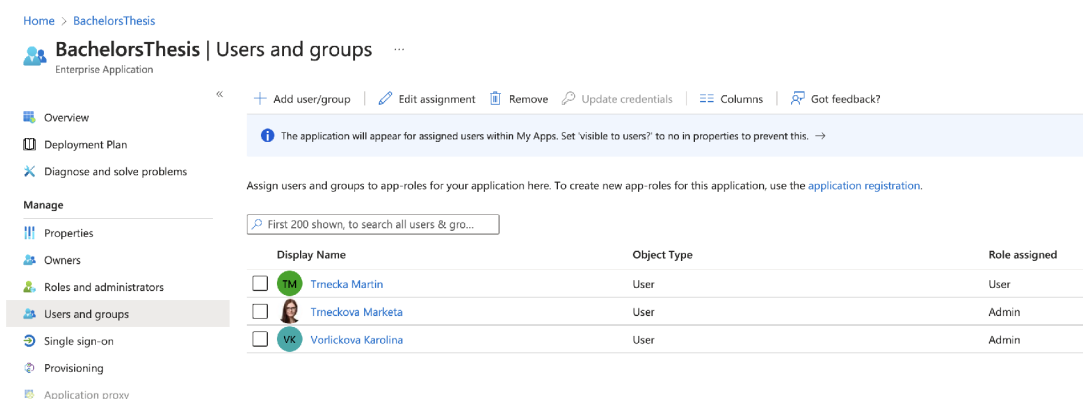 Home > BachelorsThesis
BachelorsThesis | Users and groups ...
Enterprise Application
«
Add user/group | Edit assignment Remove Update credentials | Columns | Got feedback?
Overview
Deployment Plan
Diagnose and solve problems
Manage
Properties
Owners
Roles and administrators
Users and groups
Single sign-on
Provisioning
Application proxy
The application will appear for assigned users within My Apps. Set 'visible to users?' to no in properties to prevent this. →
Assign users and groups to app-roles for your application here. To create new app-roles for this application, use the application registration.
First 200 shown, to search all users & gro...
Display Name Object Type Role assigned
TM Trnecka Martin User User
Trneckova Marketa User Admin
VK Vorlickova Karolina User Admin